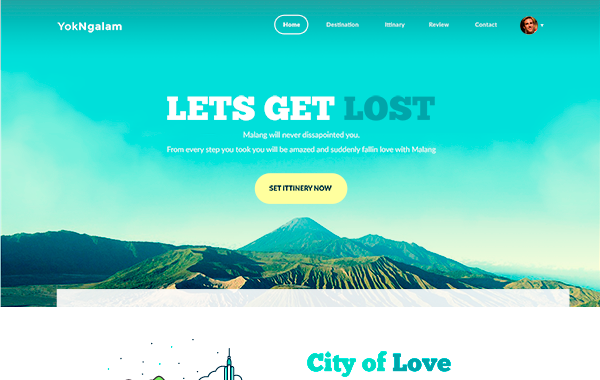 YokNgalam
Home
Destination
Ittinary
Review
Contact
LETS GET LOST
Malang will never dissapointed you.
From every step you took you will be amazed and suddenly fallin love with Malang
SET ITTINERY NOW
City of Love